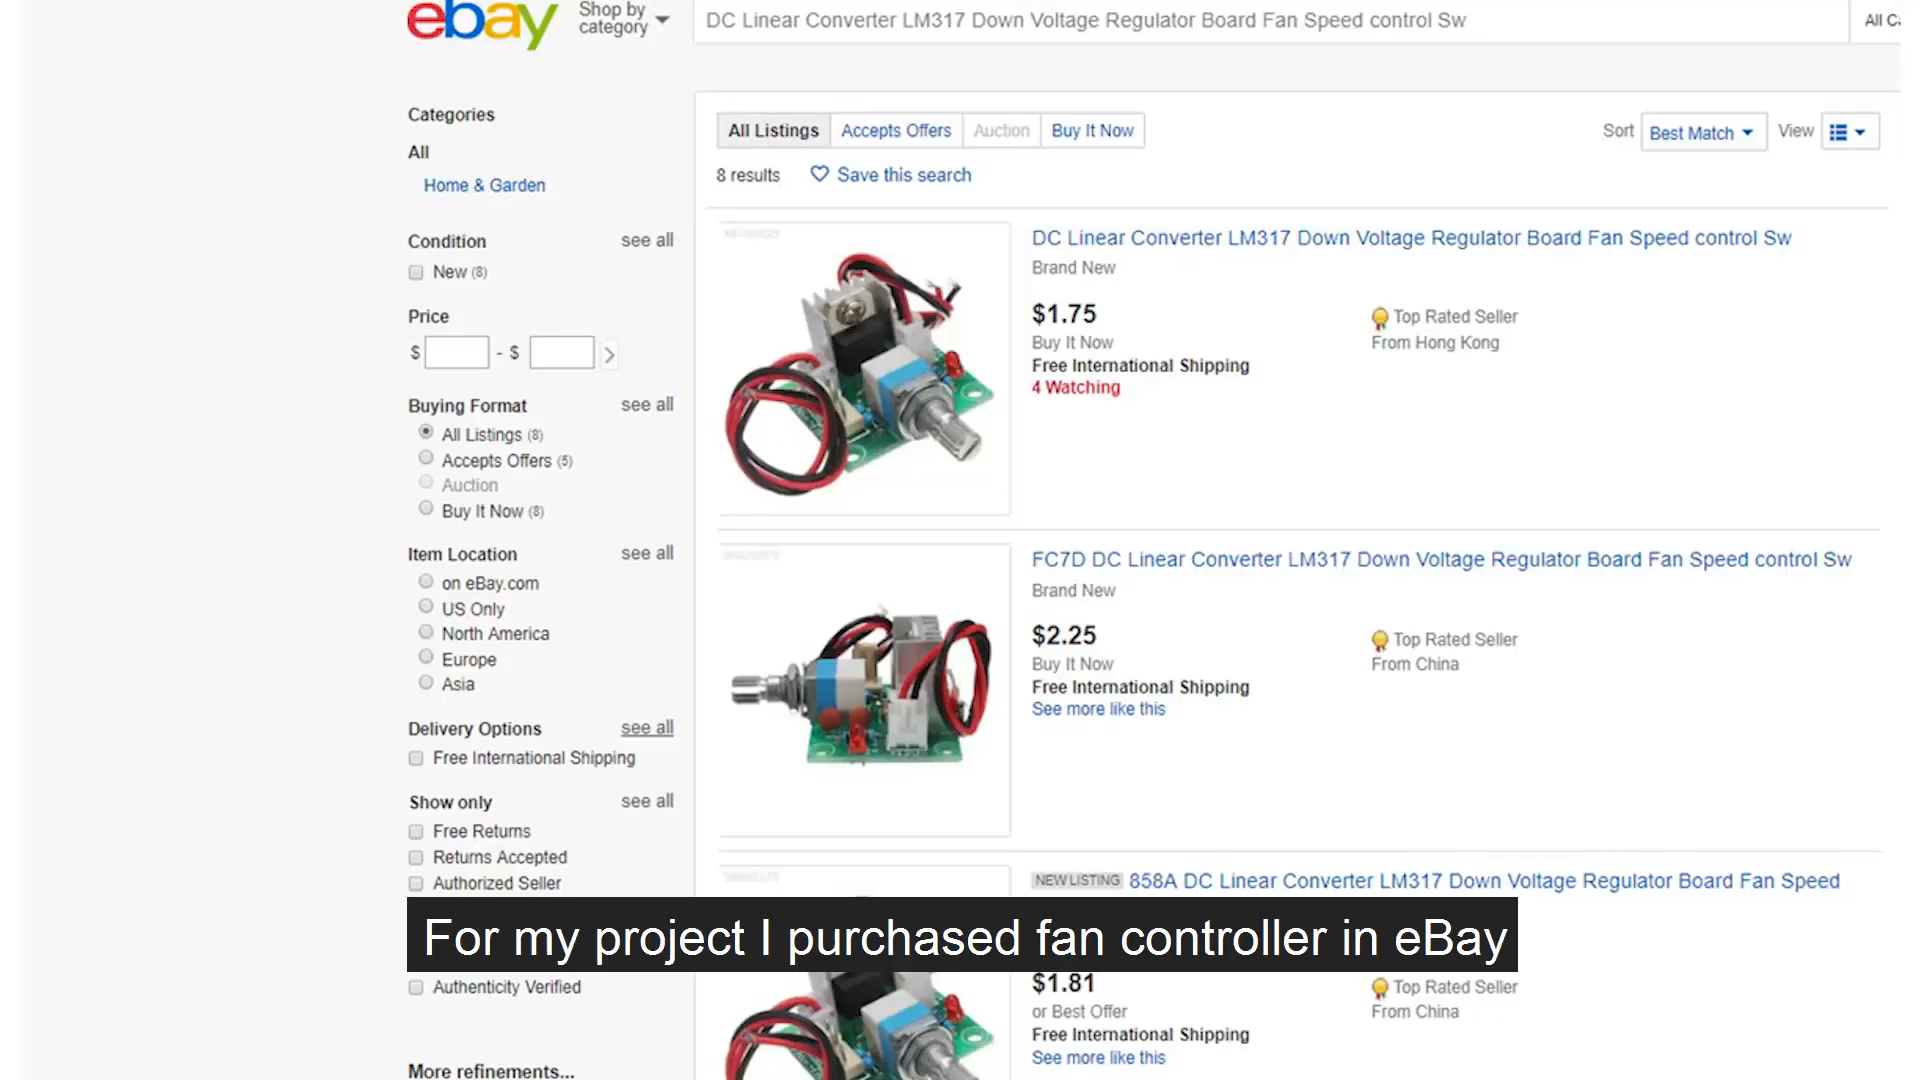 ebay
Shop by
category
DC Linear Converter LM317 Down Voltage Regulator Board Fan Speed control Sw
All Ca
Categories
All
Home & Garden
Condition
see all
New (8)
Price
$ - $
Buying Format
see all
All Listings (8)
Accepts Offers (5)
Auction
Buy It Now (8)
Item Location
see all
on eBay.com
US Only
North America
Europe
Asia
Delivery Options
see all
Free International Shipping
Show only
see all
Free Returns
Returns Accepted
Authorized Seller
Authenticity Verified
More refinements...
All Listings
Accepts Offers
Auction
Buy It Now
Sort
Best Match
View
8 results
Save this search
DC Linear Converter LM317 Down Voltage Regulator Board Fan Speed control Sw
Brand New
$1.75
Buy It Now
Free International Shipping
4 Watching
Top Rated Seller
From Hong Kong
FC7D DC Linear Converter LM317 Down Voltage Regulator Board Fan Speed control Sw
Brand New
$2.25
Buy It Now
Free International Shipping
See more like this
Top Rated Seller
From China
NEW LISTING 858A DC Linear Converter LM317 Down Voltage Regulator Board Fan Speed
For my project I purchased fan controller in eBay
$1.81
or Best Offer
Free International Shipping
See more like this
Top Rated Seller
From China